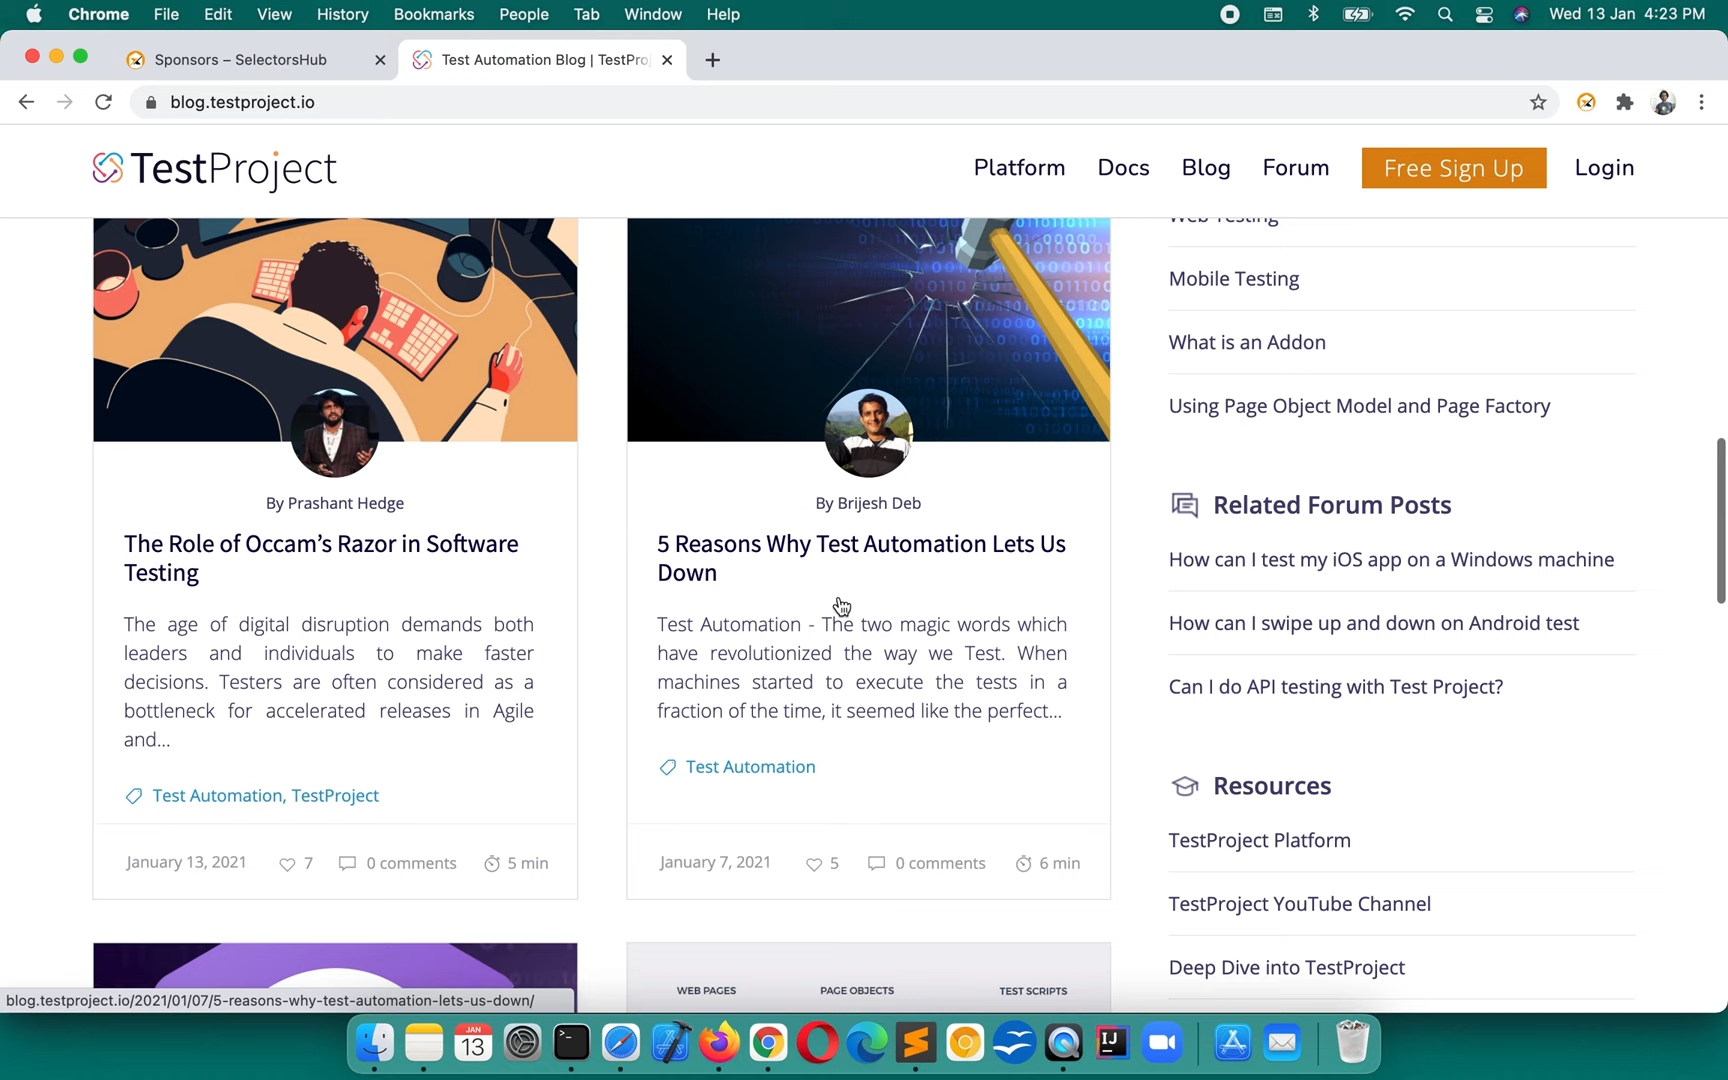 Chrome File Edit View History Bookmarks People Tab Window Help Wed 13 Jan 4:23 PM
Sponsors – SelectorsHub
Test Automation Blog | TestPro
blog.testproject.io
TestProject
Platform Docs Blog Forum Free Sign Up Login
By Prashant Hedge
The Role of Occam’s Razor in Software
Testing
The age of digital disruption demands both
leaders and individuals to make faster
decisions. Testers are often considered as a
bottleneck for accelerated releases in Agile
and...
Test Automation, TestProject
January 13, 2021 7 0 comments 5 min
By Brijesh Deb
5 Reasons Why Test Automation Lets Us
Down
Test Automation - The two magic words which
have revolutionized the way we Test. When
machines started to execute the tests in a
fraction of the time, it seemed like the perfect...
Test Automation
January 7, 2021 5 0 comments 6 min
WEB PAGES PAGE OBJECTS TEST SCRIPTS
Web Testing
Mobile Testing
What is an Addon
Using Page Object Model and Page Factory
Related Forum Posts
How can I test my iOS app on a Windows machine
How can I swipe up and down on Android test
Can I do API testing with Test Project?
Resources
TestProject Platform
TestProject YouTube Channel
Deep Dive into TestProject
blog.testproject.io/2021/01/07/5-reasons-why-test-automation-lets-us-down/
JAN
13
IJ